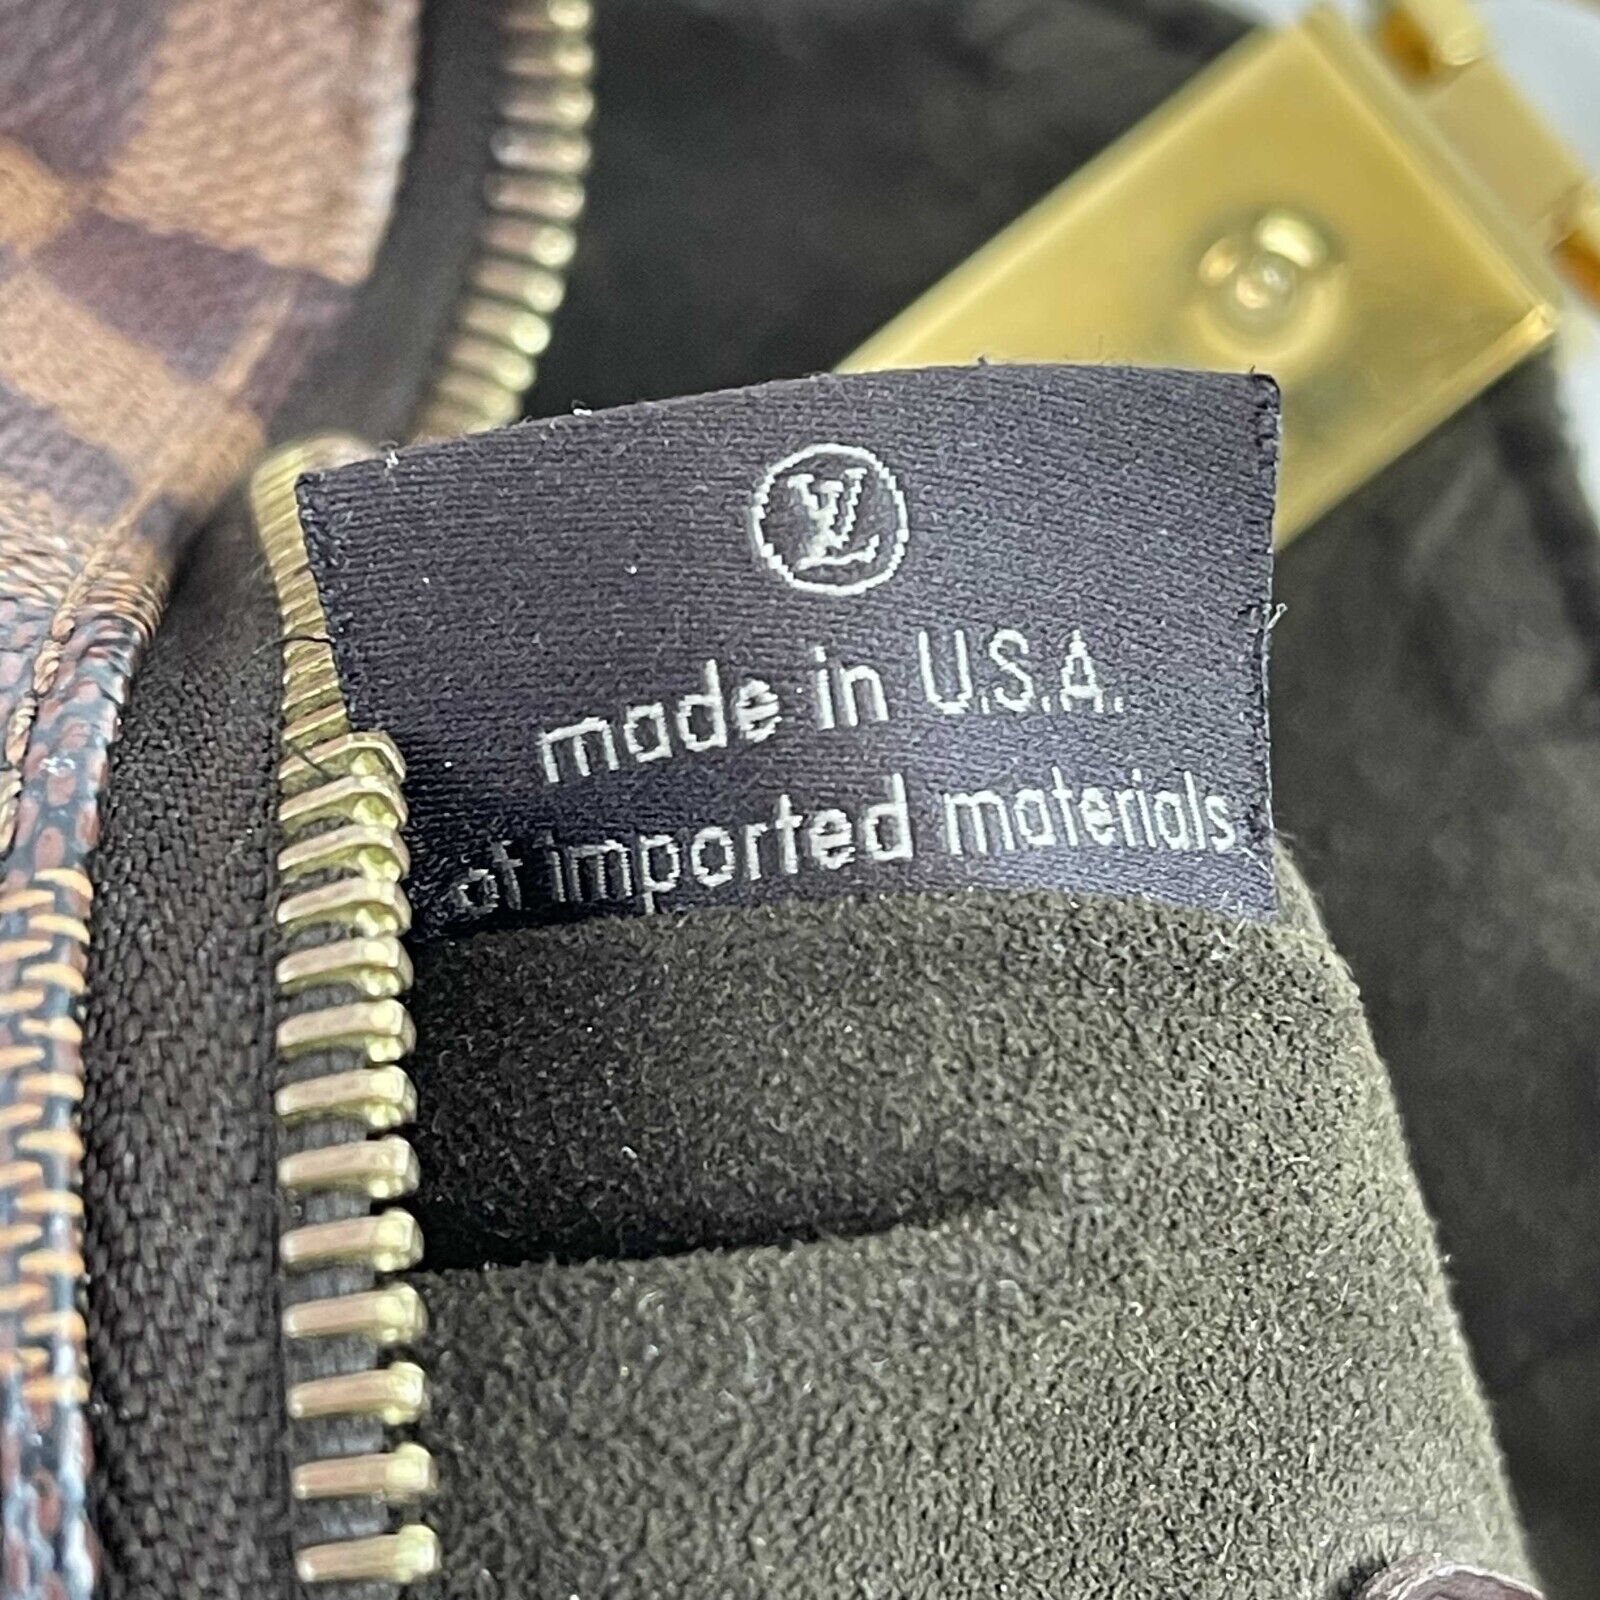 LV
made in U.S.A.
of imported materials